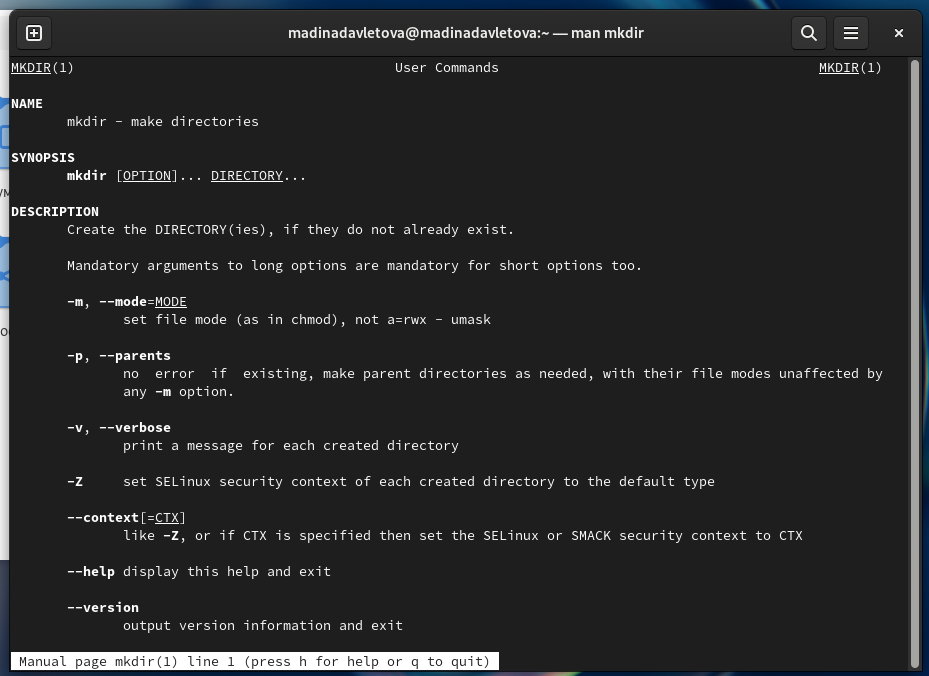 madinadavletova@madinadavletova:~ — man mkdir
MKDIR(1) User Commands MKDIR(1)
NAME
mkdir - make directories
SYNOPSIS
mkdir [OPTION]... DIRECTORY...
DESCRIPTION
Create the DIRECTORY(ies), if they do not already exist.
Mandatory arguments to long options are mandatory for short options too.
-m, --mode=MODE
set file mode (as in chmod), not a=rwx - umask
-p, --parents
no error if existing, make parent directories as needed, with their file modes unaffected by
any -m option.
-v, --verbose
print a message for each created directory
-Z set SELinux security context of each created directory to the default type
--context[=CTX]
like -Z, or if CTX is specified then set the SELinux or SMACK security context to CTX
--help display this help and exit
--version
output version information and exit
Manual page mkdir(1) line 1 (press h for help or q to quit)